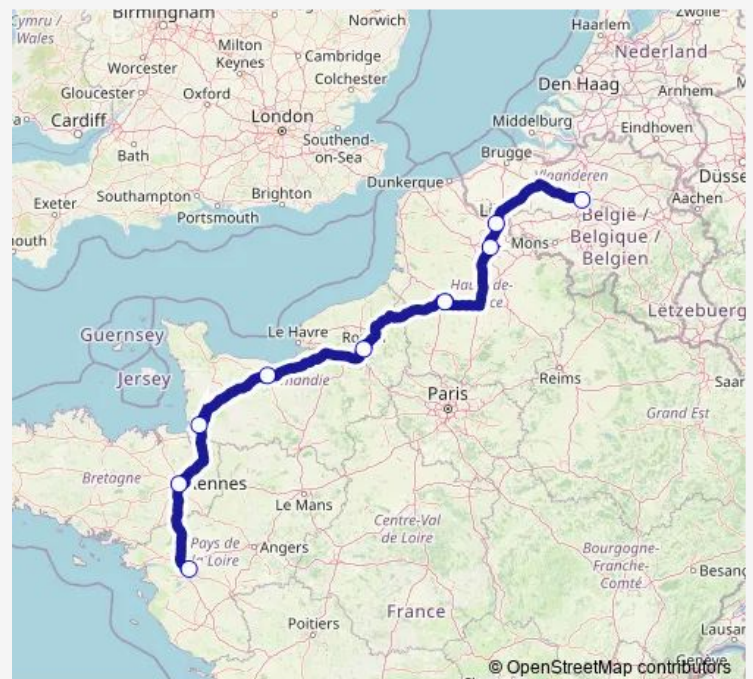 Birmingham
Norwich
Zwolle
Cymru /
Wales
Haarlem
Milton
Keynes
Cambridge
Nederland
Worcester
Colchester
Den Haag
Arnhem
Gloucester
Oxford
Cardiff
London
Middelburg
Eindhoven
Southend-
on-Sea
Bath
Brugge
Vlaanderen
Dunkerque
Aachen
Southampton
Brighton
Exeter
Portsmouth
België /
Belgique /
Belgien
Mons
Guernsey
Le Havre
Lëtzebuerg
Jersey
Reims
Paris
Grand Est
Bretagne
Le Mans
Centre-Val
de Loire
Pays de
Angers
Bourgogne-
Franche-
Comté
Poitiers
France
© OpenStreetMap contributors